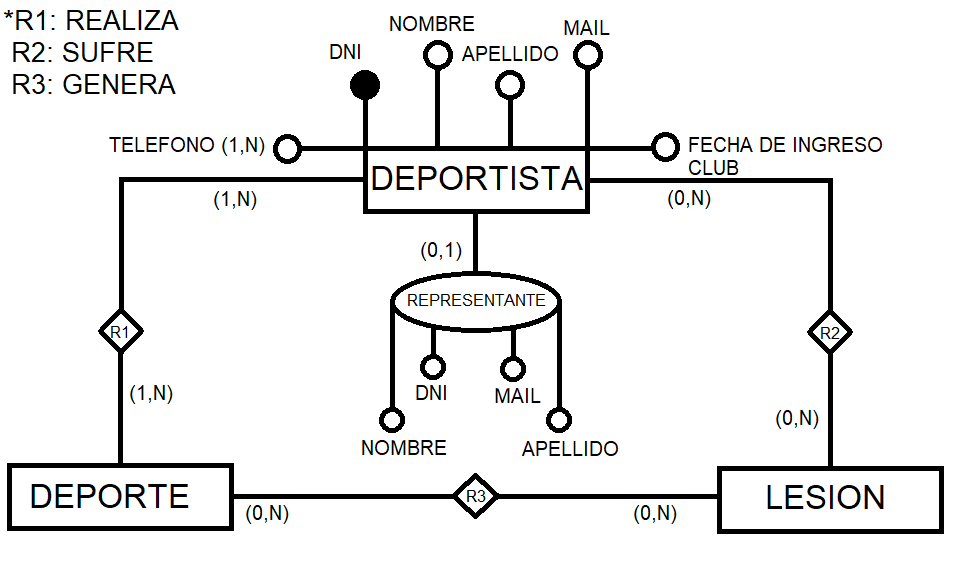 *R1: REALIZA
R2: SUFRE
R3: GENERA
NOMBRE
MAIL
DNI
APELLIDO
TELEFONO (1,N)
FECHA DE INGRESO
CLUB
DEPORTISTA
(1,N)
(0,N)
(0,1)
REPRESENTANTE
R1
R2
DNI
MAIL
(1,N)
(0,N)
NOMBRE
APELLIDO
DEPORTE
R3
LESION
(0,N)
(0,N)